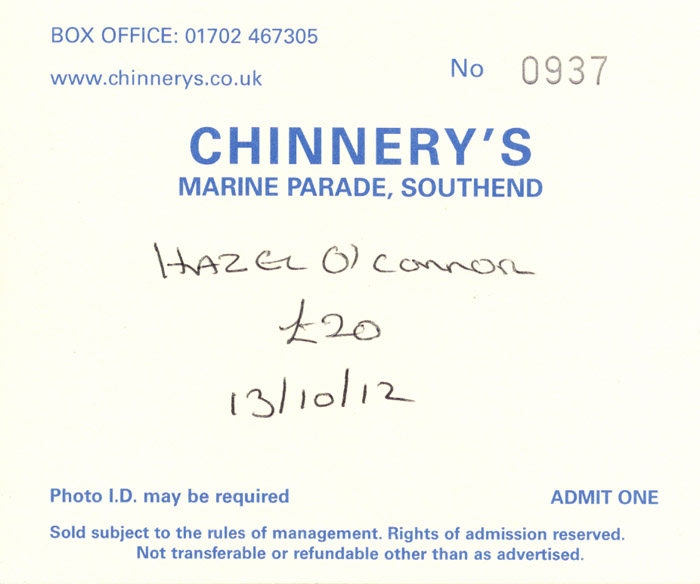 BOX OFFICE: 01702 467305
www.chinnerys.co.uk
No 0937
CHINNERY'S
MARINE PARADE, SOUTHEND
HAZEL O'CONNOR
£20
13/10/12
Photo I.D. may be required
ADMIT ONE
Sold subject to the rules of management. Rights of admission reserved.
Not transferable or refundable other than as advertised.